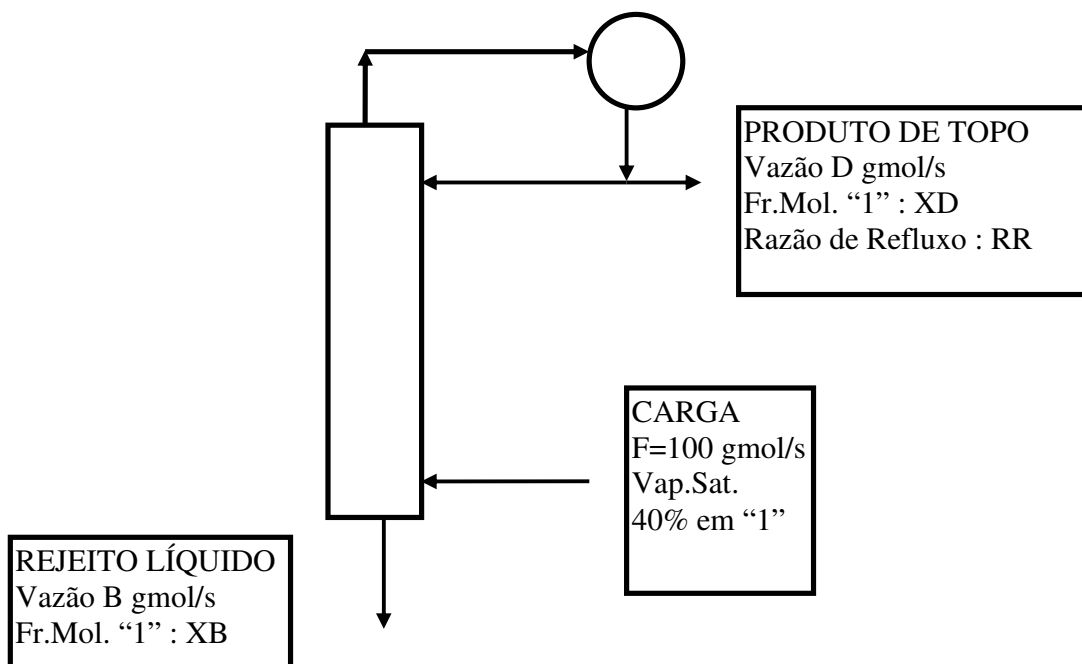 PRODUTO DE TOPO
Vazão D gmol/s
Fr.Mol. “1” : XD
Razão de Refluxo : RR
CARGA
F=100 gmol/s
Vap.Sat.
40% em “1”
REJEITO LÍQUIDO
Vazão B gmol/s
Fr.Mol. “1” : XB